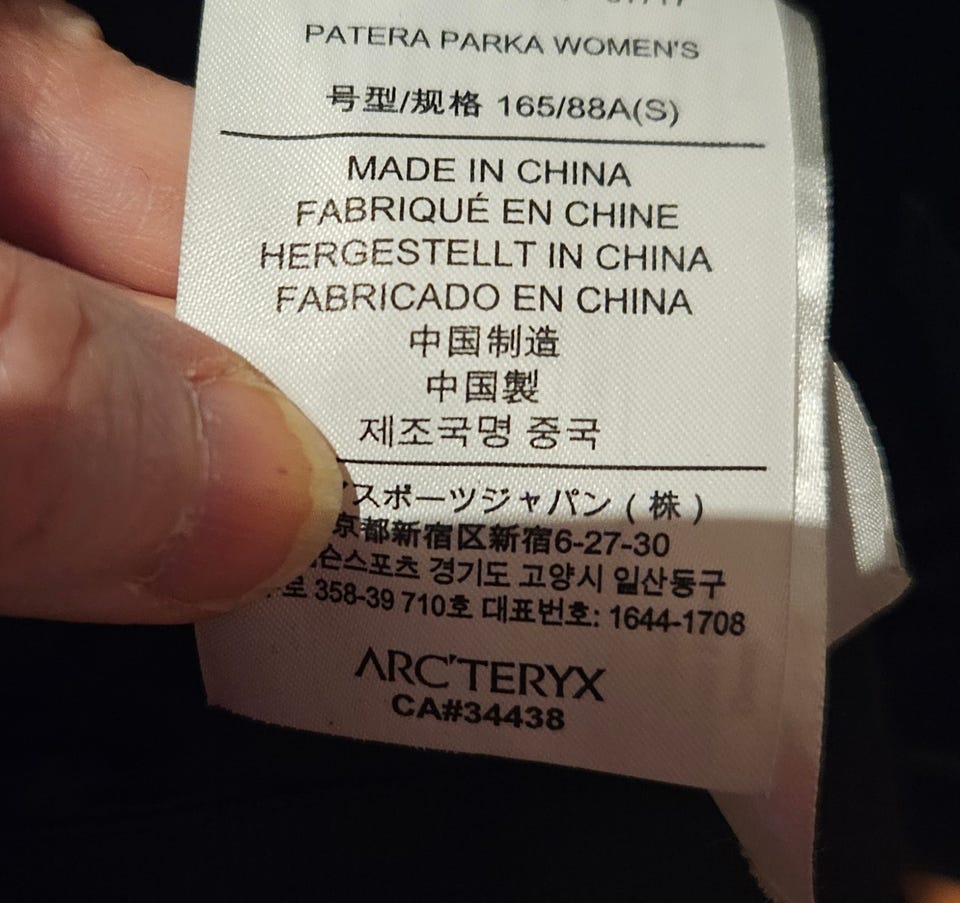 PATERA PARKA WOMEN'S
号型/规格 165/88A(S)
MADE IN CHINA
FABRIQUÉ EN CHINE
HERGESTELLT IN CHINA
FABRICADO EN CHINA
中国制造
中国製
제조국명 중국
スポーツジャパン(株)
京都新宿区新宿6-27-30
슨스포츠 경기도 고양시 일산동구
로 358-39 710호 대표번호: 1644-1708
ARC'TERYX
CA#34438